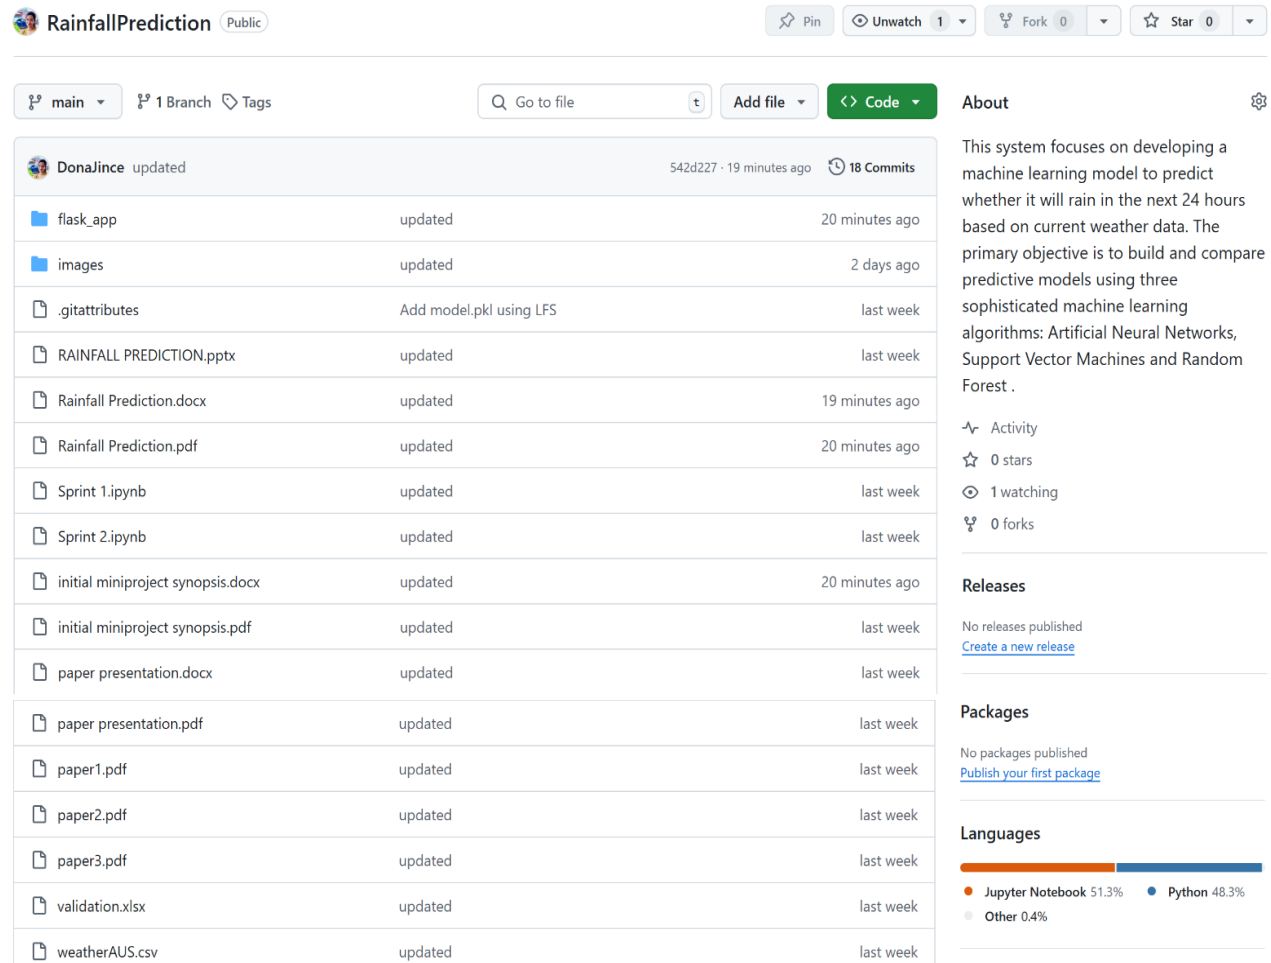 RainfallPrediction Public
Pin Unwatch 1 Fork 0 Star 0
main 1 Branch Tags Go to file t Add file <> Code
DonaJince updated 542d227 · 19 minutes ago 18 Commits
flask_app updated 20 minutes ago
images updated 2 days ago
.gitattributes Add model.pkl using LFS last week
RAINFALL PREDICTION.pptx updated last week
Rainfall Prediction.docx updated 19 minutes ago
Rainfall Prediction.pdf updated 20 minutes ago
Sprint 1.ipynb updated last week
Sprint 2.ipynb updated last week
initial miniproject synopsis.docx updated 20 minutes ago
initial miniproject synopsis.pdf updated last week
paper presentation.docx updated last week
paper presentation.pdf updated last week
paper1.pdf updated last week
paper2.pdf updated last week
paper3.pdf updated last week
validation.xlsx updated last week
weatherAUS.csv updated last week
About
This system focuses on developing a
machine learning model to predict
whether it will rain in the next 24 hours
based on current weather data. The
primary objective is to build and compare
predictive models using three
sophisticated machine learning
algorithms: Artificial Neural Networks,
Support Vector Machines and Random
Forest .
Activity
0 stars
1 watching
0 forks
Releases
No releases published
Create a new release
Packages
No packages published
Publish your first package
Languages
Jupyter Notebook 51.3% Python 48.3%
Other 0.4%